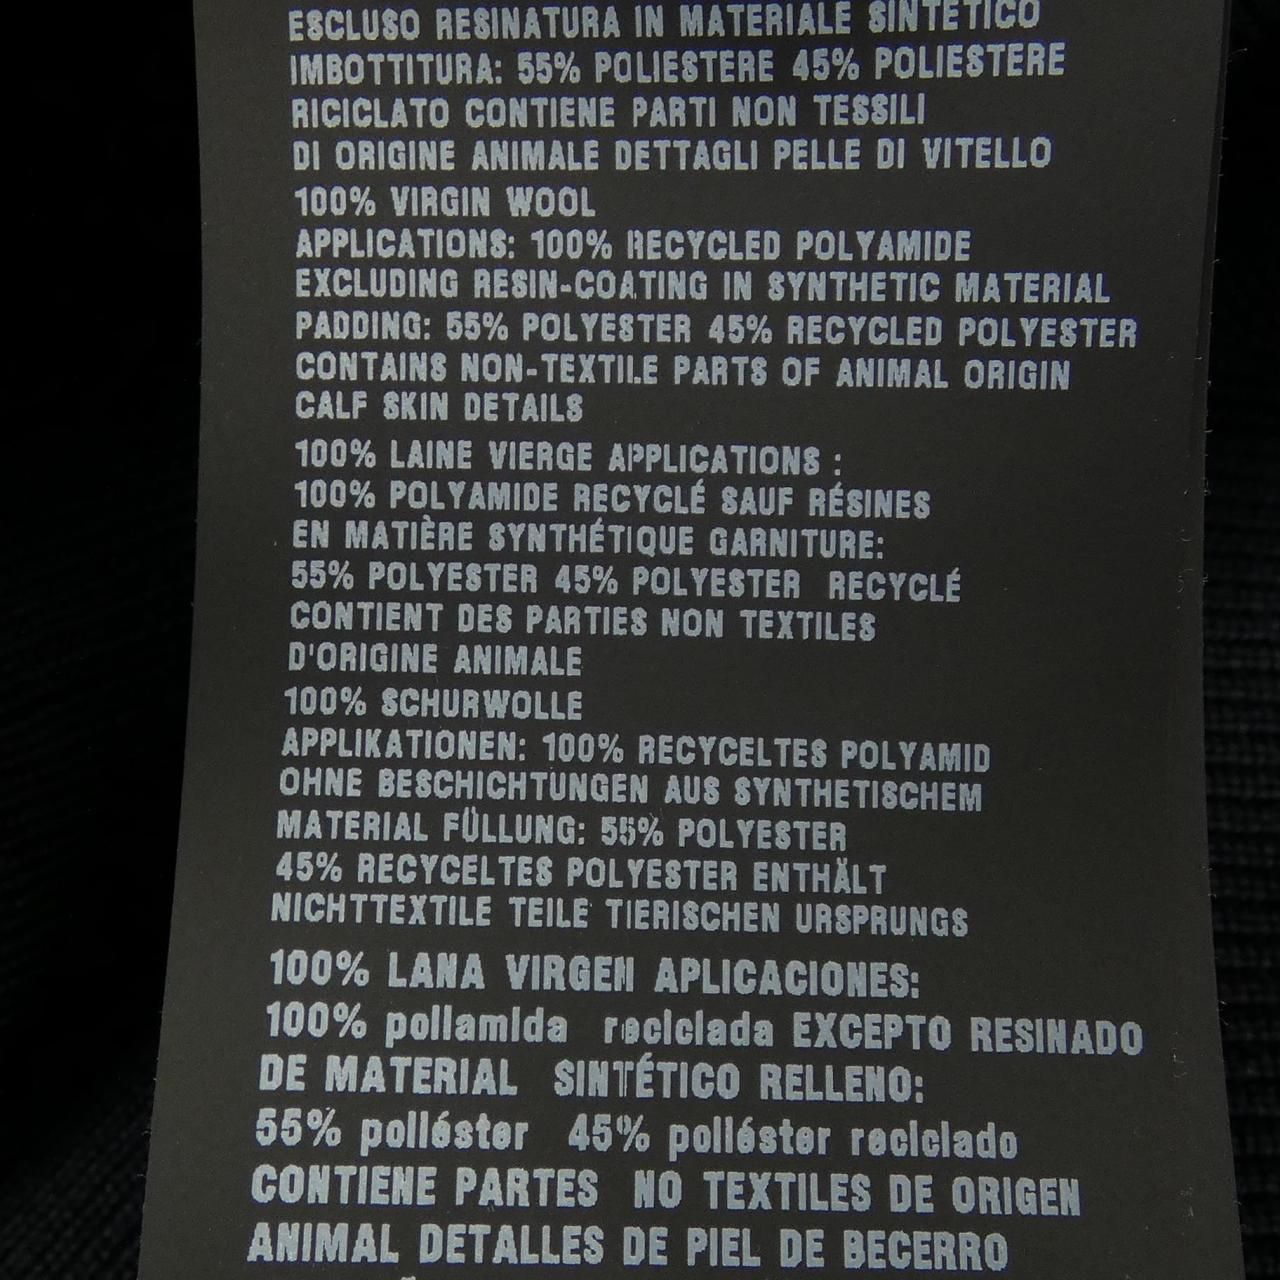 ESCLUSO RESINATURA IN MATERIALE SINTETICO
IMBOTTITURA: 55% POLIESTERE 45% POLIESTERE
RICICLATO CONTIENE PARTI NON TESSILI
DI ORIGINE ANIMALE DETTAGLI PELLE DI VITELLO
100% VIRGIN WOOL
APPLICATIONS: 100% RECYCLED POLYAMIDE
EXCLUDING RESIN-COATING IN SYNTHETIC MATERIAL
PADDING: 55% POLYESTER 45% RECYCLED POLYESTER
CONTAINS NON-TEXTILE PARTS OF ANIMAL ORIGIN
CALF SKIN DETAILS
100% LAINE VIERGE APPLICATIONS :
100% POLYAMIDE RECYCLÉ SAUF RÉSINES
EN MATIÈRE SYNTHÉTIQUE GARNITURE:
55% POLYESTER 45% POLYESTER RECYCLÉ
CONTIENT DES PARTIES NON TEXTILES
D'ORIGINE ANIMALE
100% SCHURWOLLE
APPLIKATIONEN: 100% RECYCELTES POLYAMID
OHNE BESCHICHTUNGEN AUS SYNTHETISCHEM
MATERIAL FÜLLUNG: 55% POLYESTER
45% RECYCELTES POLYESTER ENTHÄLT
NICHTTEXTILE TEILE TIERISCHEN URSPRUNGS
100% LANA VIRGEN APLICACIONES:
100% poliamida reciclada EXCEPTO RESINADO
DE MATERIAL SINTÉTICO RELLENO:
55% poliéster 45% poliéster reciclado
CONTIENE PARTES NO TEXTILES DE ORIGEN
ANIMAL DETALLES DE PIEL DE BECERRO